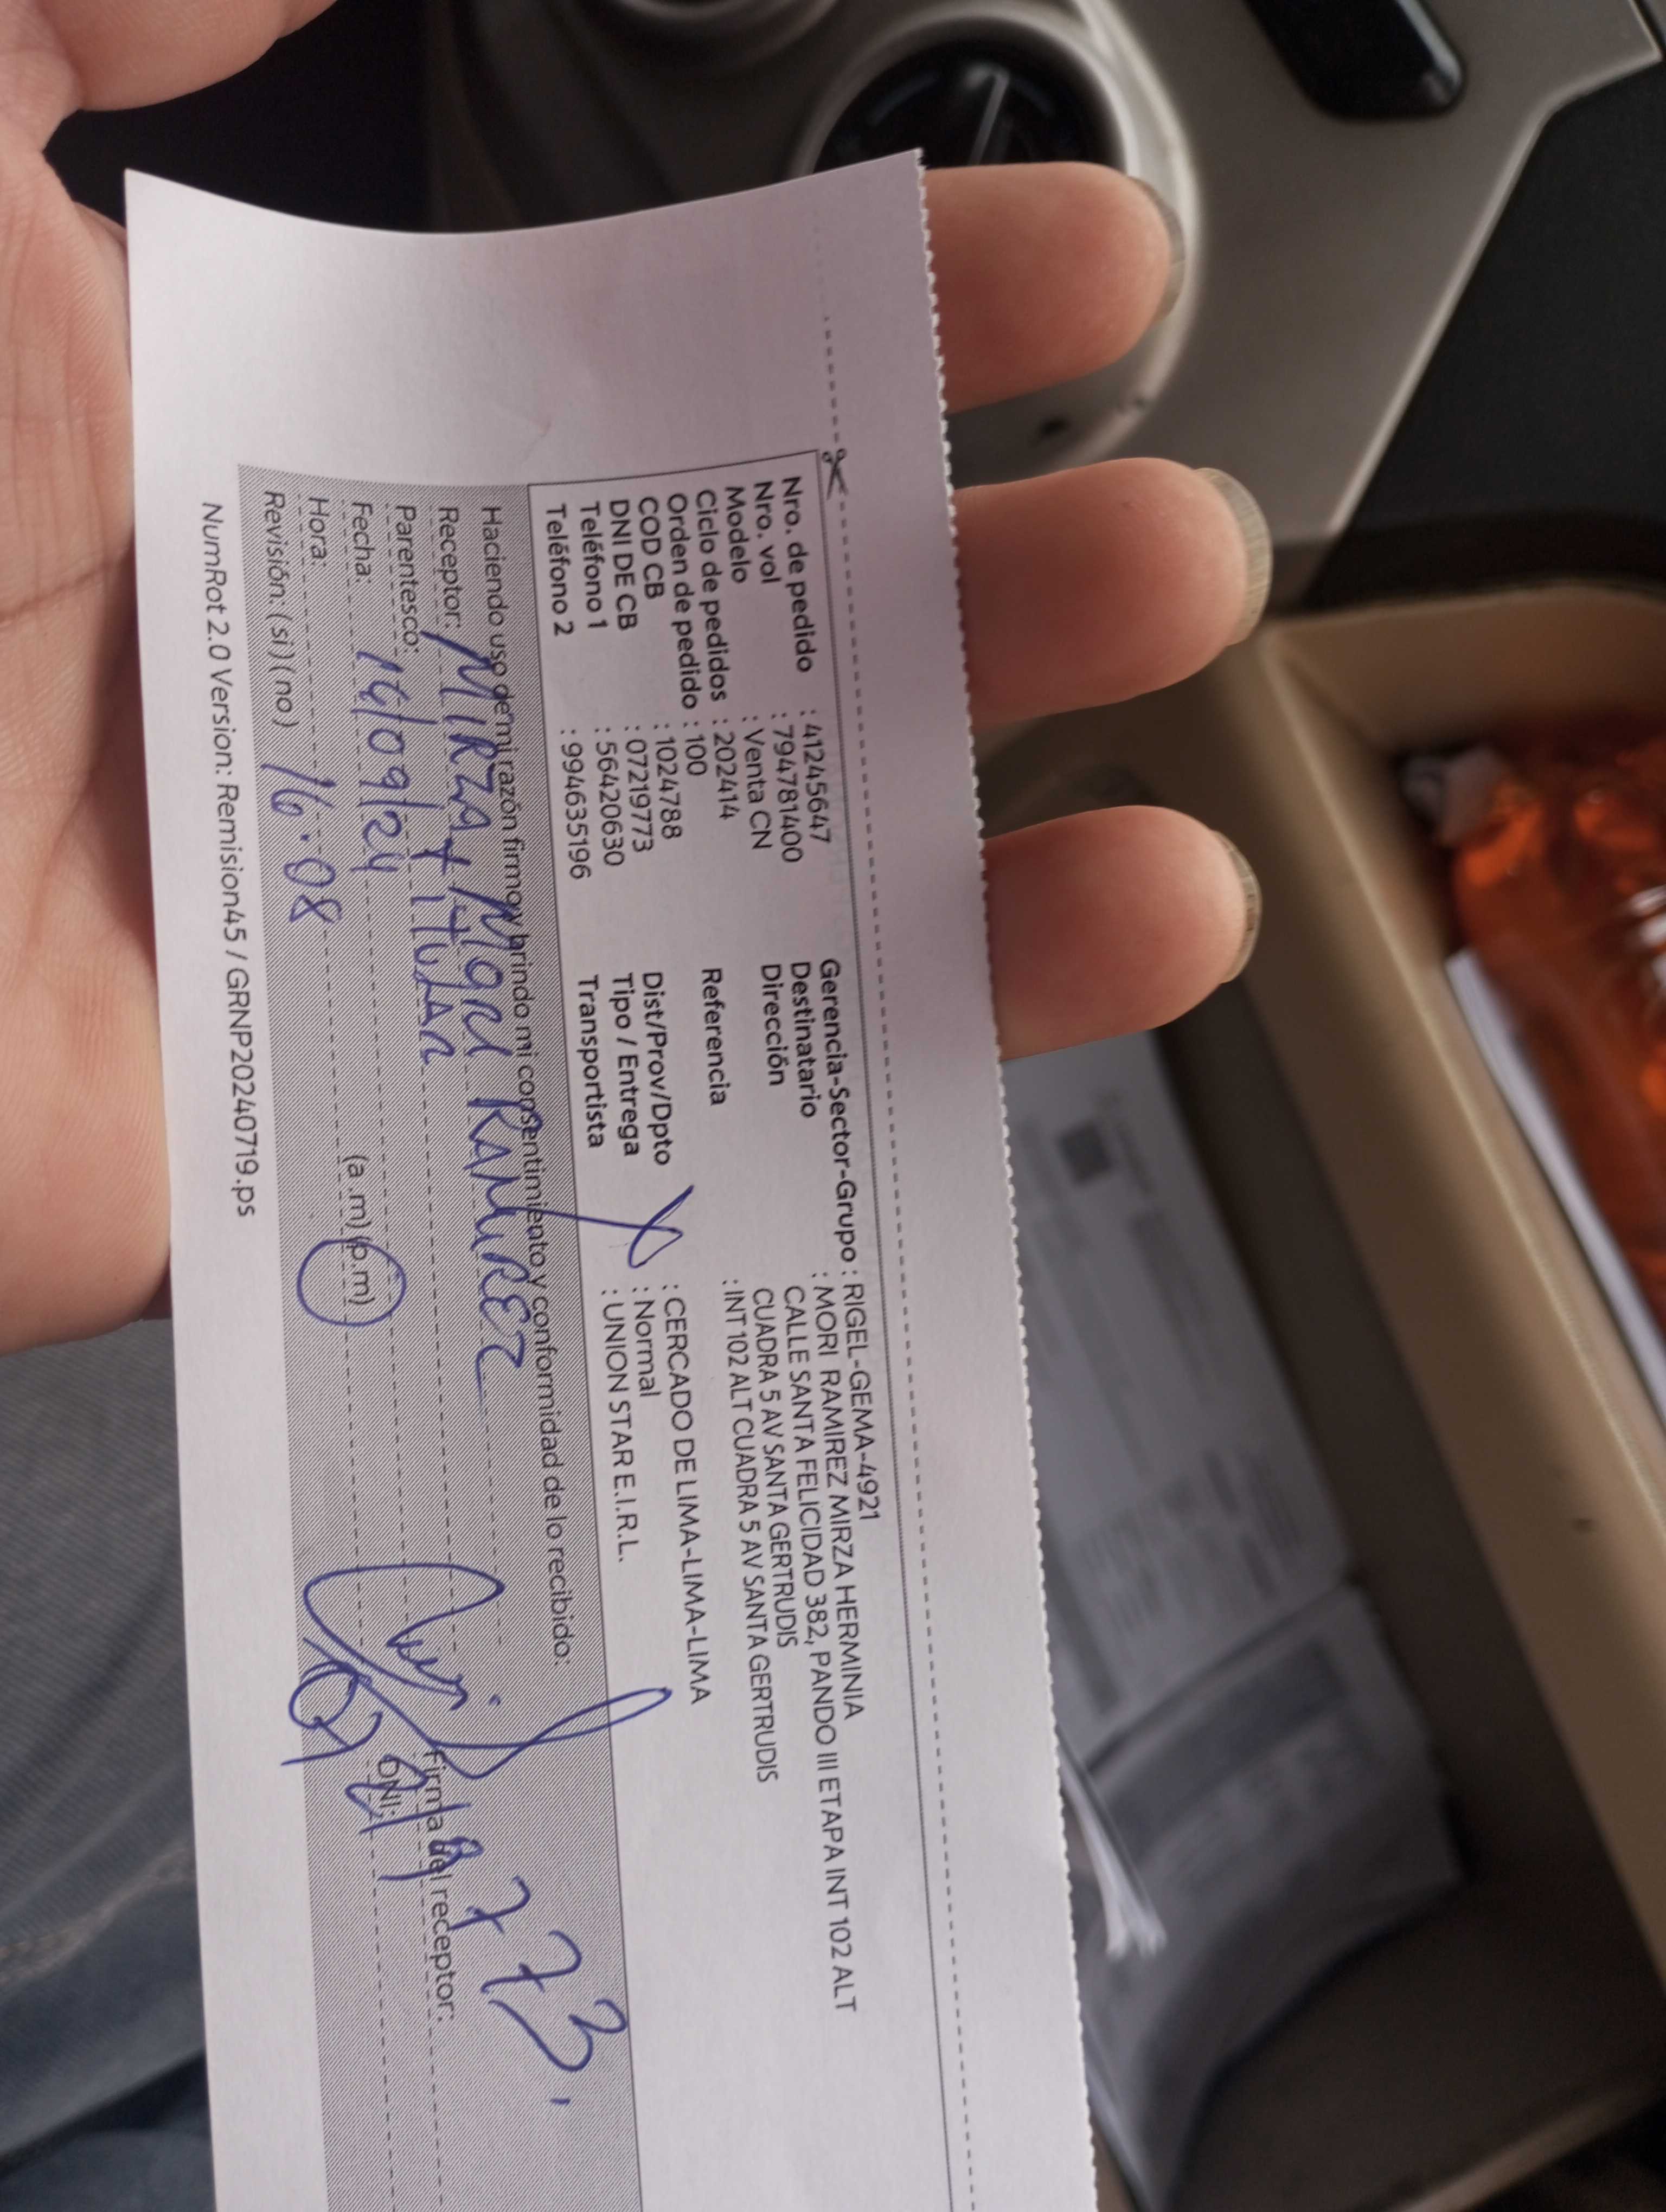 Nro. de pedido : 41245647
Nro. vol : 794781400
Modelo : Venta CN
Ciclo de pedidos : 202414
Orden de pedido : 100
COD CB : 1024788
DNI DE CB : 07219773
Teléfono 1 : 56420630
Teléfono 2 : 994635196
Gerencia-Sector-Grupo : RIGEL-GEMA-4921
Destinatario : MORI RAMIREZ MIRZA HERMINIA
Dirección CALLE SANTA FELICIDAD 382, PANDO III ETAPA INT 102 ALT
CUADRA 5 AV SANTA GERTRUDIS
Referencia : INT 102 ALT CUADRA 5 AV SANTA GERTRUDIS
Dist/Prov/Dpto : CERCADO DE LIMA-LIMA-LIMA
Tipo / Entrega : Normal
Transportista : UNION STAR E.I.R.L.
Haciendo uso de mi razón firmo y brindo mi consentimiento y conformidad de lo recibido:
Receptor: MIRZA Mori RAMIREZ
Parentesco: TITULAR
Fecha: 19/09/24
Hora: 16:08 (a .m) (p.m)
Revisión: (si) (no)
Firma del receptor:
DNI: 07219773
NumRot 2.0 Version: Remision45 / GRNP20240719.ps